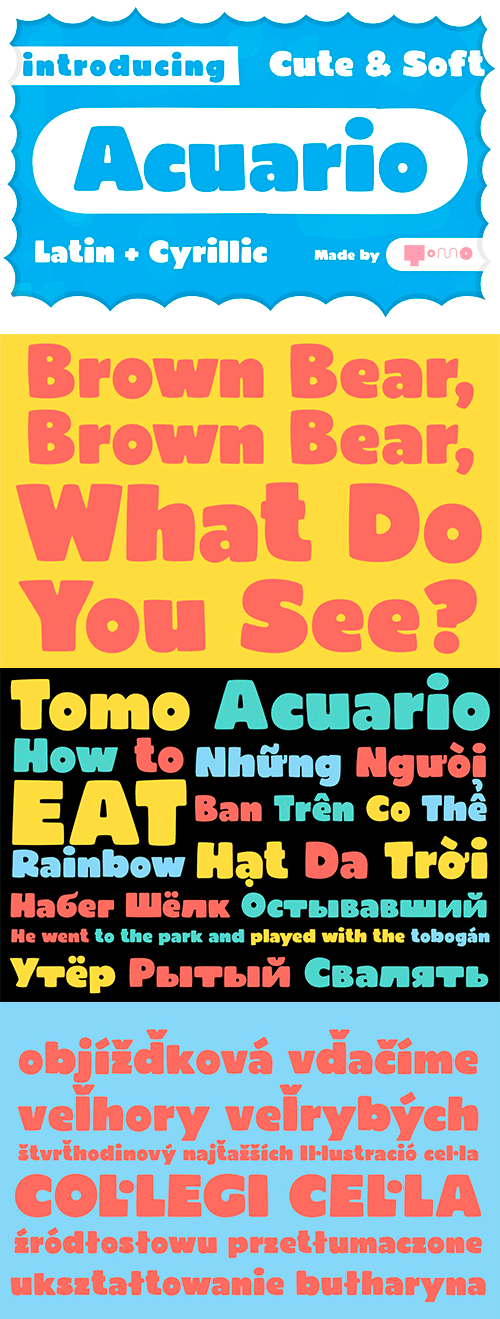 introducing Cute & Soft
Acuario
Latin + Cyrillic Made by Tomo
Brown Bear,
Brown Bear,
What Do
You See?
Tomo Acuario
How to Những Người
EAT Ban Trên Co Thể
Rainbow Hạt Da Trời
Набег Шёлк Остывавший
He went to the park and played with the tobogán
Утёр Рытый Свалять
objížďková vďačíme
veľhory veľrybých
štvrťhodinový najťažších Il·lustració cel·la
COL·LEGI CEL·LA
źródłosłowu przetłumaczone
ukształtowanie bułharyna